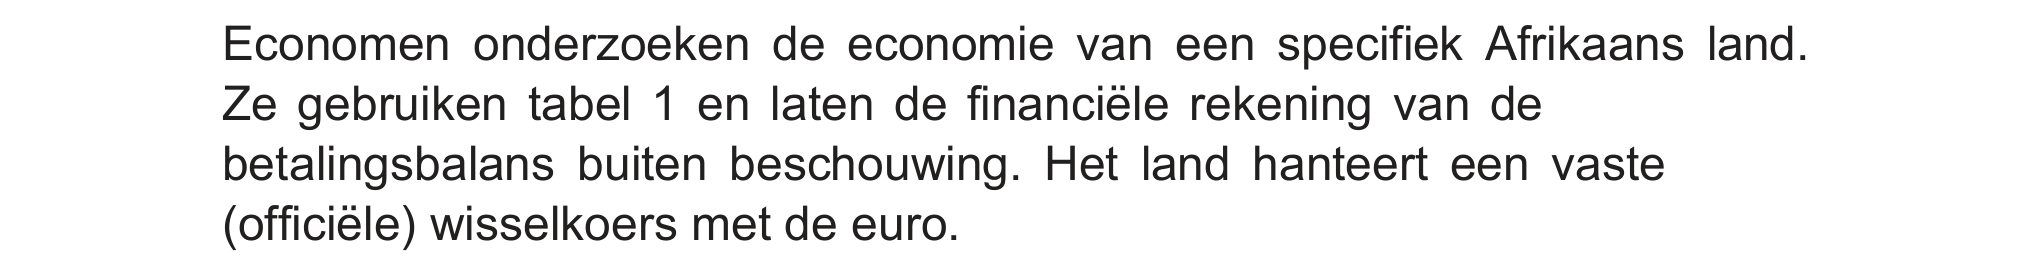 Economen onderzoeken de economie van een specifiek Afrikaans land.
Ze gebruiken tabel 1 en laten de financiële rekening van de
betalingsbalans buiten beschouwing. Het land hanteert een vaste
(officiële) wisselkoers met de euro.